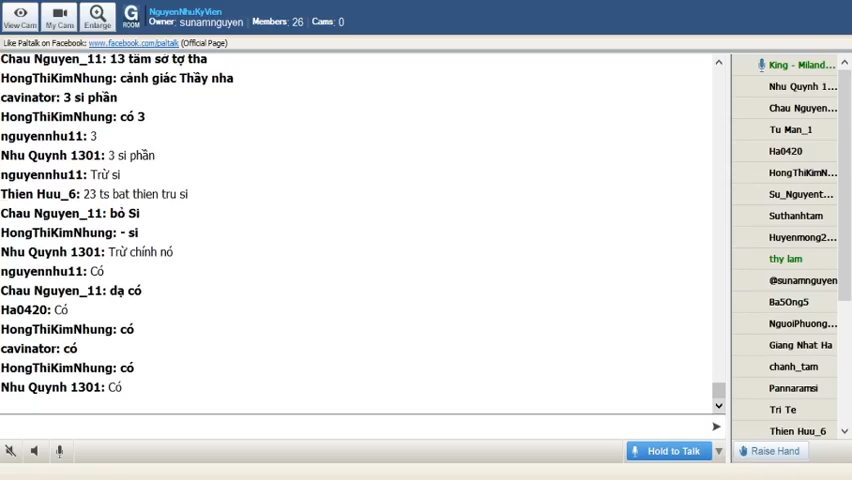 View Cam
My Cams
Enlarge
G
ROOM
NguyenNhuKyVien
Owner: sunamnguyen Members: 26 Cams: 0
Like Paltalk on Facebook: www.facebook.com/paltalk (Official Page)
Chau Nguyen_11: 13 tâm sở tợ tha
HongThiKimNhung: cảnh giác Thầy nha
cavinator: 3 si phần
HongThiKimNhung: có 3
nguyennhu11: 3
Nhu Quynh 1301: 3 si phần
nguyennhu11: Trừ si
Thien Huu_6: 23 ts bat thien tru si
Chau Nguyen_11: bỏ Si
HongThiKimNhung: - si
Nhu Quynh 1301: Trừ chính nó
nguyennhu11: Có
Chau Nguyen_11: dạ có
Ha0420: Có
HongThiKimNhung: có
cavinator: có
HongThiKimNhung: có
Nhu Quynh 1301: Có
King - Miland...
Nhu Quynh 1...
Chau Nguyen...
Tu Man_1
Ha0420
HongThiKimN...
Su_Nguyent...
Suthanhtam
Huyenmong2...
thy lam
@sunamnguyen
Ba5Ong5
NguoiPhuong...
Giang Nhat Ha
chanh_tam
Pannaramsi
Tri Te
Thien Huu_6
Hold to Talk
Raise Hand